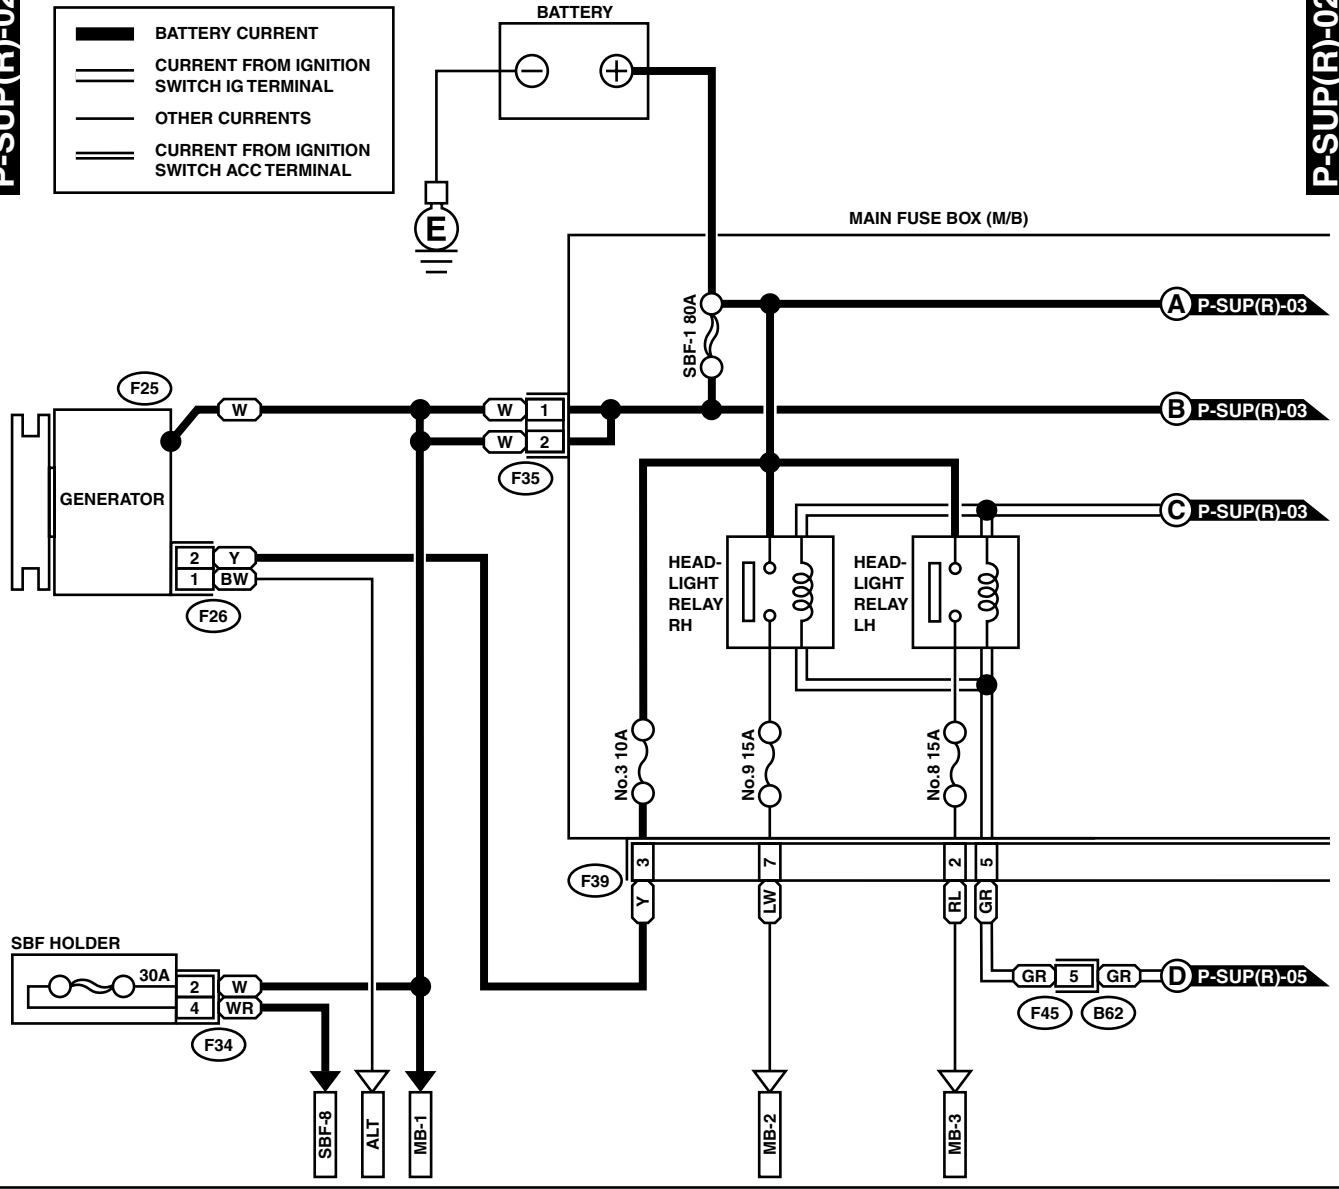 P-SUP(R)-02
BATTERY CURRENT
CURRENT FROM IGNITION
SWITCH IG TERMINAL
OTHER CURRENTS
CURRENT FROM IGNITION
SWITCH ACC TERMINAL
BATTERY
P-SUP(R)-02
E
MAIN FUSE BOX (M/B)
SBF-1 80A
A P-SUP(R)-03
F25
W
W 1
B P-SUP(R)-03
W 2
F35
GENERATOR
C P-SUP(R)-03
2 Y
1 BW
F26
HEAD-
LIGHT
RELAY
RH
HEAD-
LIGHT
RELAY
LH
No.3 10A
No.9 15A
No.8 15A
F39
3
7
2
5
Y
LW
RL
GR
SBF HOLDER
30A
2 W
4 WR
F34
GR 5 GR
D P-SUP(R)-05
F45
B62
SBF-8
ALT
MB-1
MB-2
MB-3